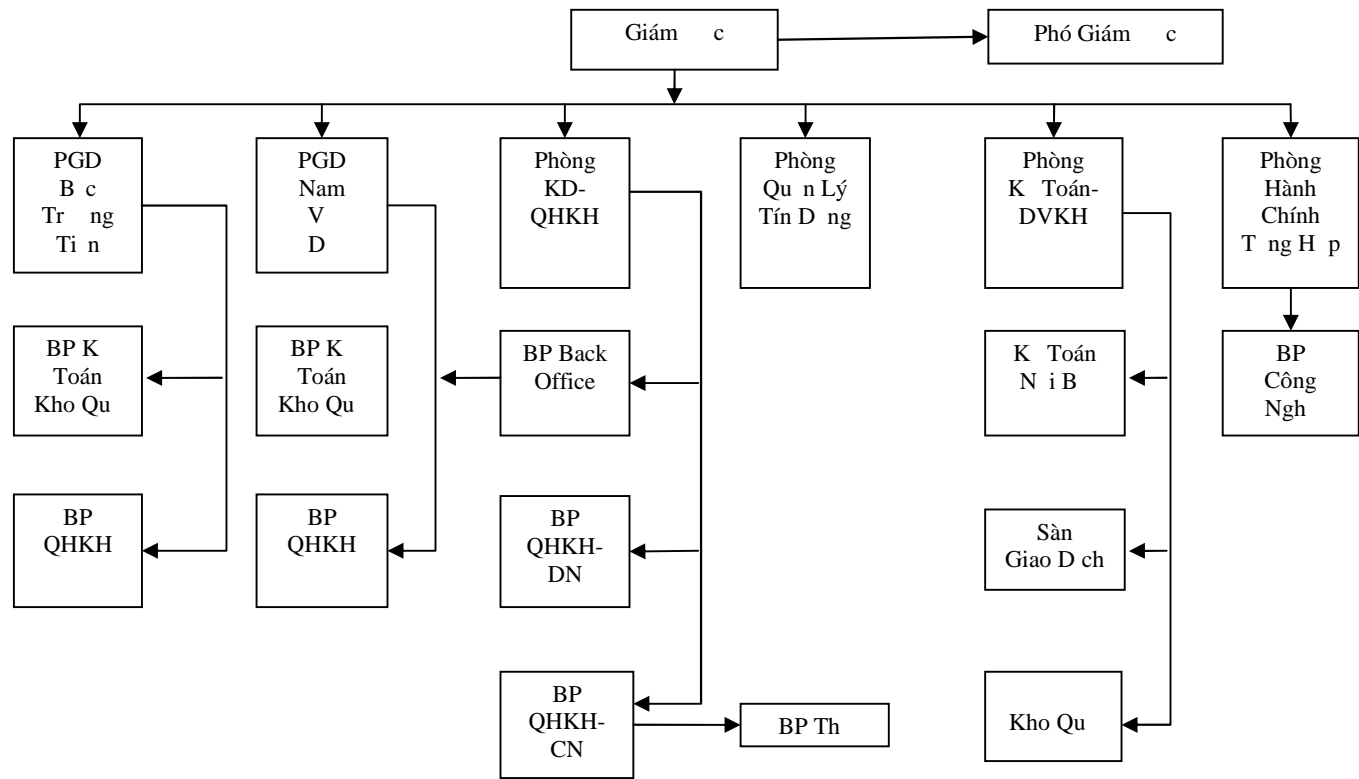 Giám c
Phó Giám c
PGD
B c
Tr ng
Ti n
PGD
Nam
V
D
Phòng
KD-
QHKH
Phòng
Qu n Lý
Tín D ng
Phòng
K Toán-
DVKH
Phòng
Hành
Chính
T ng H p
BP K
Toán
Kho Qu
BP K
Toán
Kho Qu
BP Back
Office
K Toán
N i B
BP
Công
Ngh
BP
QHKH
BP
QHKH
BP
QHKH-
DN
Sàn
Giao D ch
BP
QHKH-
CN
BP Th
Kho Qu